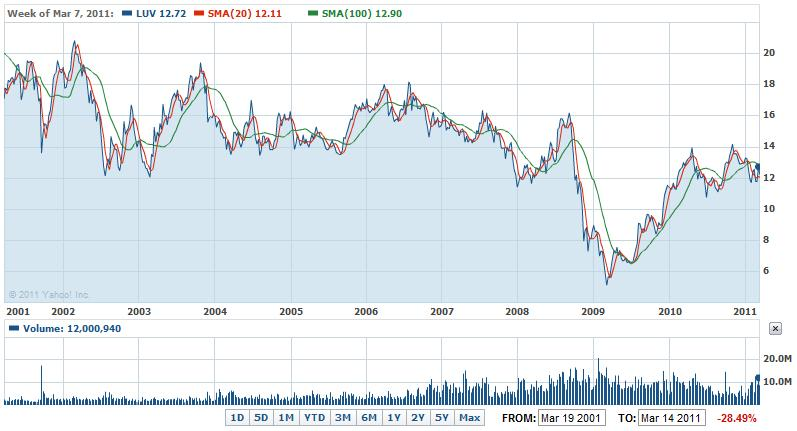 Week of Mar 7, 2011: LUV 12.72 SMA(20) 12.11 SMA(100) 12.90
20
18
16
14
12
10
8
6
© 2011 Yahoo! Inc.
2001 2002 2003 2004 2005 2006 2007 2008 2009 2010 2011
Volume: 12,000,940
20.0M
10.0M
1D 5D 1M YTD 3M 6M 1Y 2Y 5Y Max FROM: Mar 19 2001 TO: Mar 14 2011 -28.49%